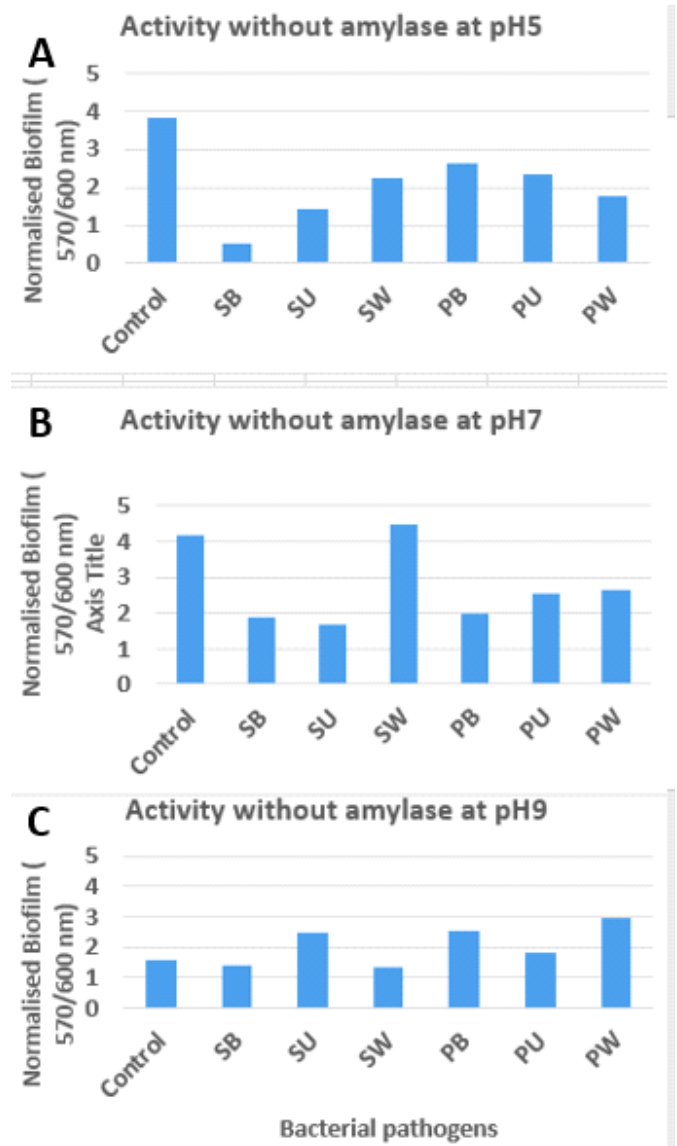 A
Activity without amylase at pH5
Normalised Biofilm (
570/600 nm)
5
4
3
2
1
0
Control
SB
SU
SW
PB
PU
PW
B
Activity without amylase at pH7
Normalised Biofilm (
570/600 nm)
Axis Title
5
4
3
2
1
0
Control
SB
SU
SW
PB
PU
PW
C
Activity without amylase at pH9
Normalised Biofilm (
570/600 nm)
5
4
3
2
1
0
Control
SB
SU
SW
PB
PU
PW
Bacterial pathogens